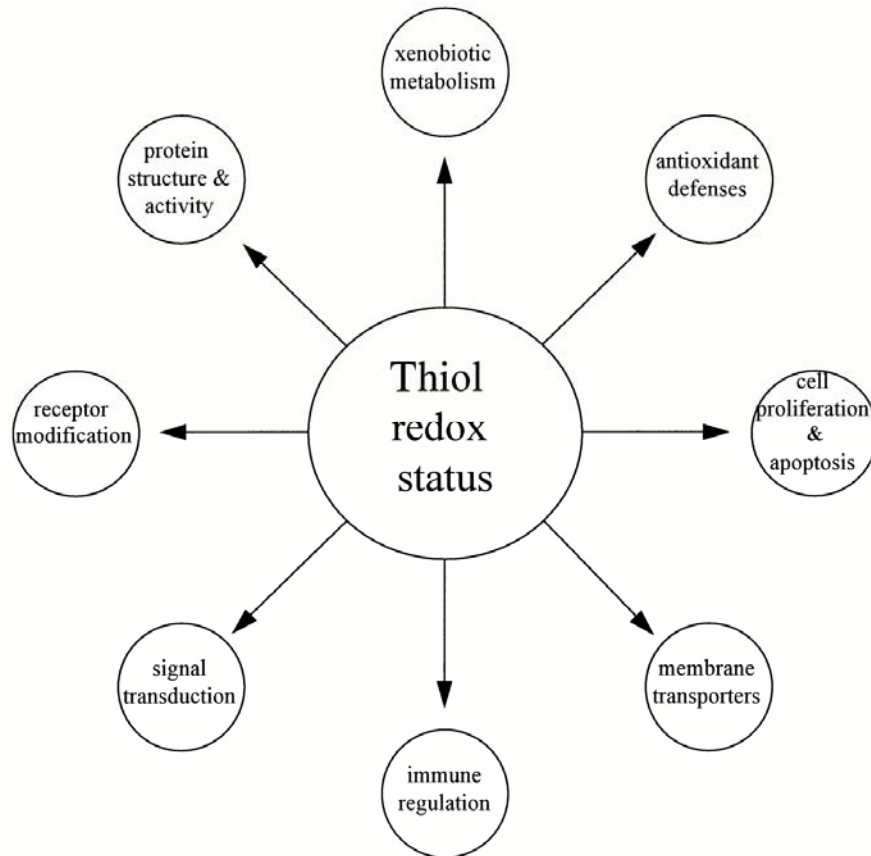 xenobiotic
metabolism
protein
structure &
activity
antioxidant
defenses
Thiol
redox
status
receptor
modification
cell
proliferation
&
apoptosis
signal
transduction
membrane
transporters
immune
regulation